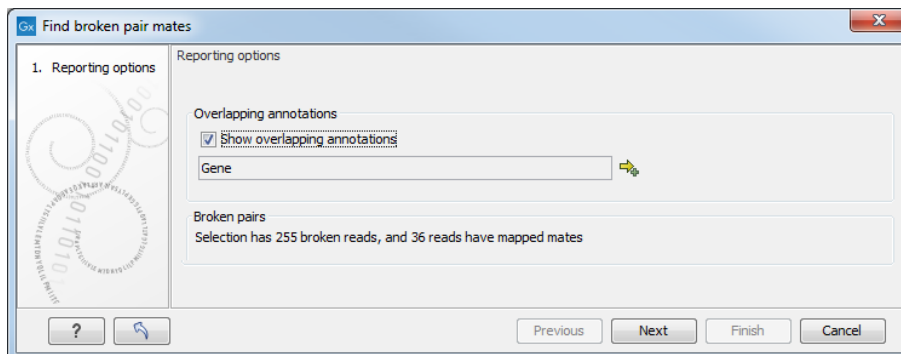 Gx Find broken pair mates
1. Reporting options
Reporting options
Overlapping annotations
Show overlapping annotations
Gene
Broken pairs
Selection has 255 broken reads, and 36 reads have mapped mates
?
Previous
Next
Finish
Cancel